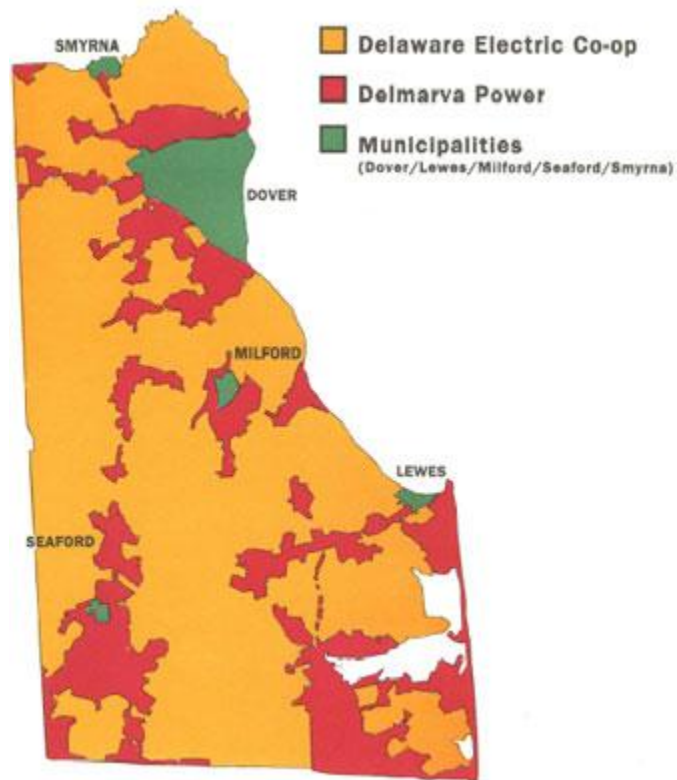 SMYRNA
Delaware Electric Co-op
Delmarva Power
Municipalities
(Dover/Lewes/Milford/Seaford/Smyrna)
DOVER
MILFORD
LEWES
SEAFORD